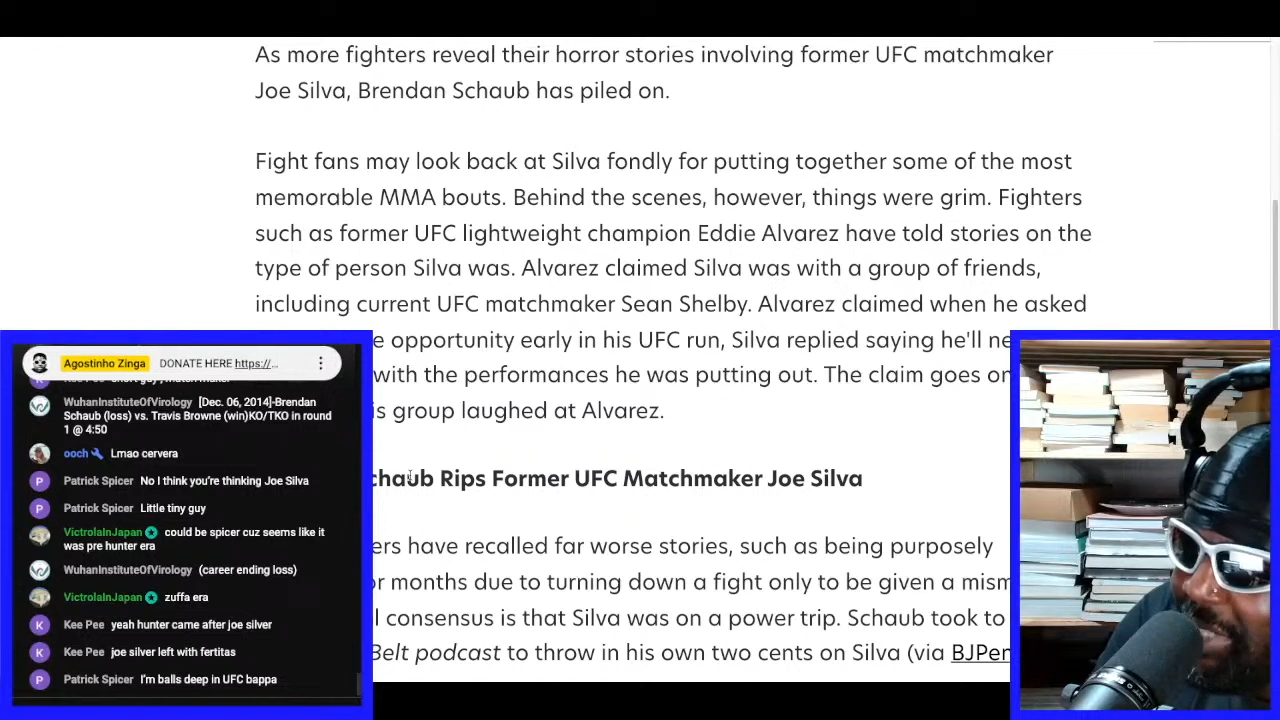 As more fighters reveal their horror stories involving former UFC matchmaker
Joe Silva, Brendan Schaub has piled on.
Fight fans may look back at Silva fondly for putting together some of the most
memorable MMA bouts. Behind the scenes, however, things were grim. Fighters
such as former UFC lightweight champion Eddie Alvarez have told stories on the
type of person Silva was. Alvarez claimed Silva was with a group of friends,
including current UFC matchmaker Sean Shelby. Alvarez claimed when he asked
e opportunity early in his UFC run, Silva replied saying he'll ne
with the performances he was putting out. The claim goes on
is group laughed at Alvarez.
chaub Rips Former UFC Matchmaker Joe Silva
ers have recalled far worse stories, such as being purposely
or months due to turning down a fight only to be given a mism
l consensus is that Silva was on a power trip. Schaub took to
Belt podcast to throw in his own two cents on Silva (via BJPen
Agostinho Zinga DONATE HERE https://...
WuhanInstituteOfVirology [Dec. 06, 2014]-Brendan
Schaub (loss) vs. Travis Browne (win)KO/TKO in round
1 @ 4:50
ooch Lmao cervera
Patrick Spicer No I think you're thinking Joe Silva
Patrick Spicer Little tiny guy
VictrolaInJapan could be spicer cuz seems like it
was pre hunter era
WuhanInstituteOfVirology (career ending loss)
VictrolaInJapan zuffa era
Kee Pee yeah hunter came after joe silver
Kee Pee joe silver left with fertitas
Patrick Spicer I'm balls deep in UFC bappa